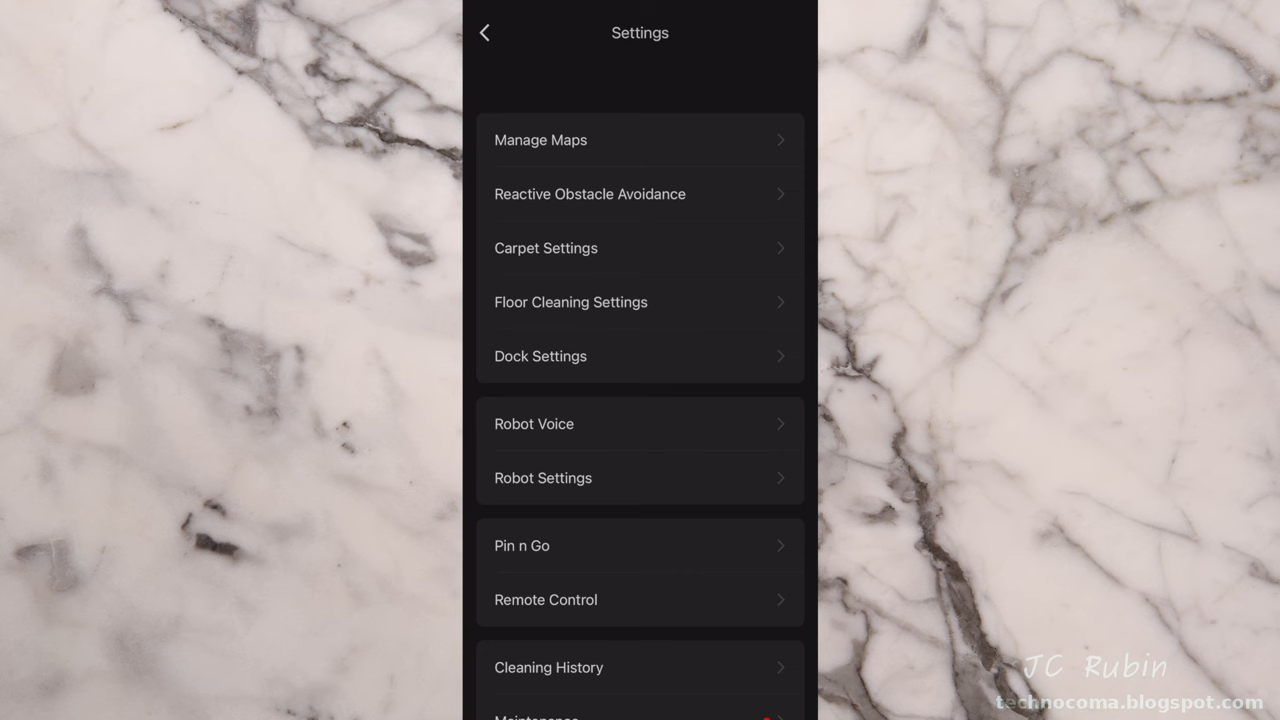 Settings
Manage Maps
Reactive Obstacle Avoidance
Carpet Settings
Floor Cleaning Settings
Dock Settings
Robot Voice
Robot Settings
Pin n Go
Remote Control
Cleaning History
Maintenance
JC Rubin
technocoma.blogspot.com